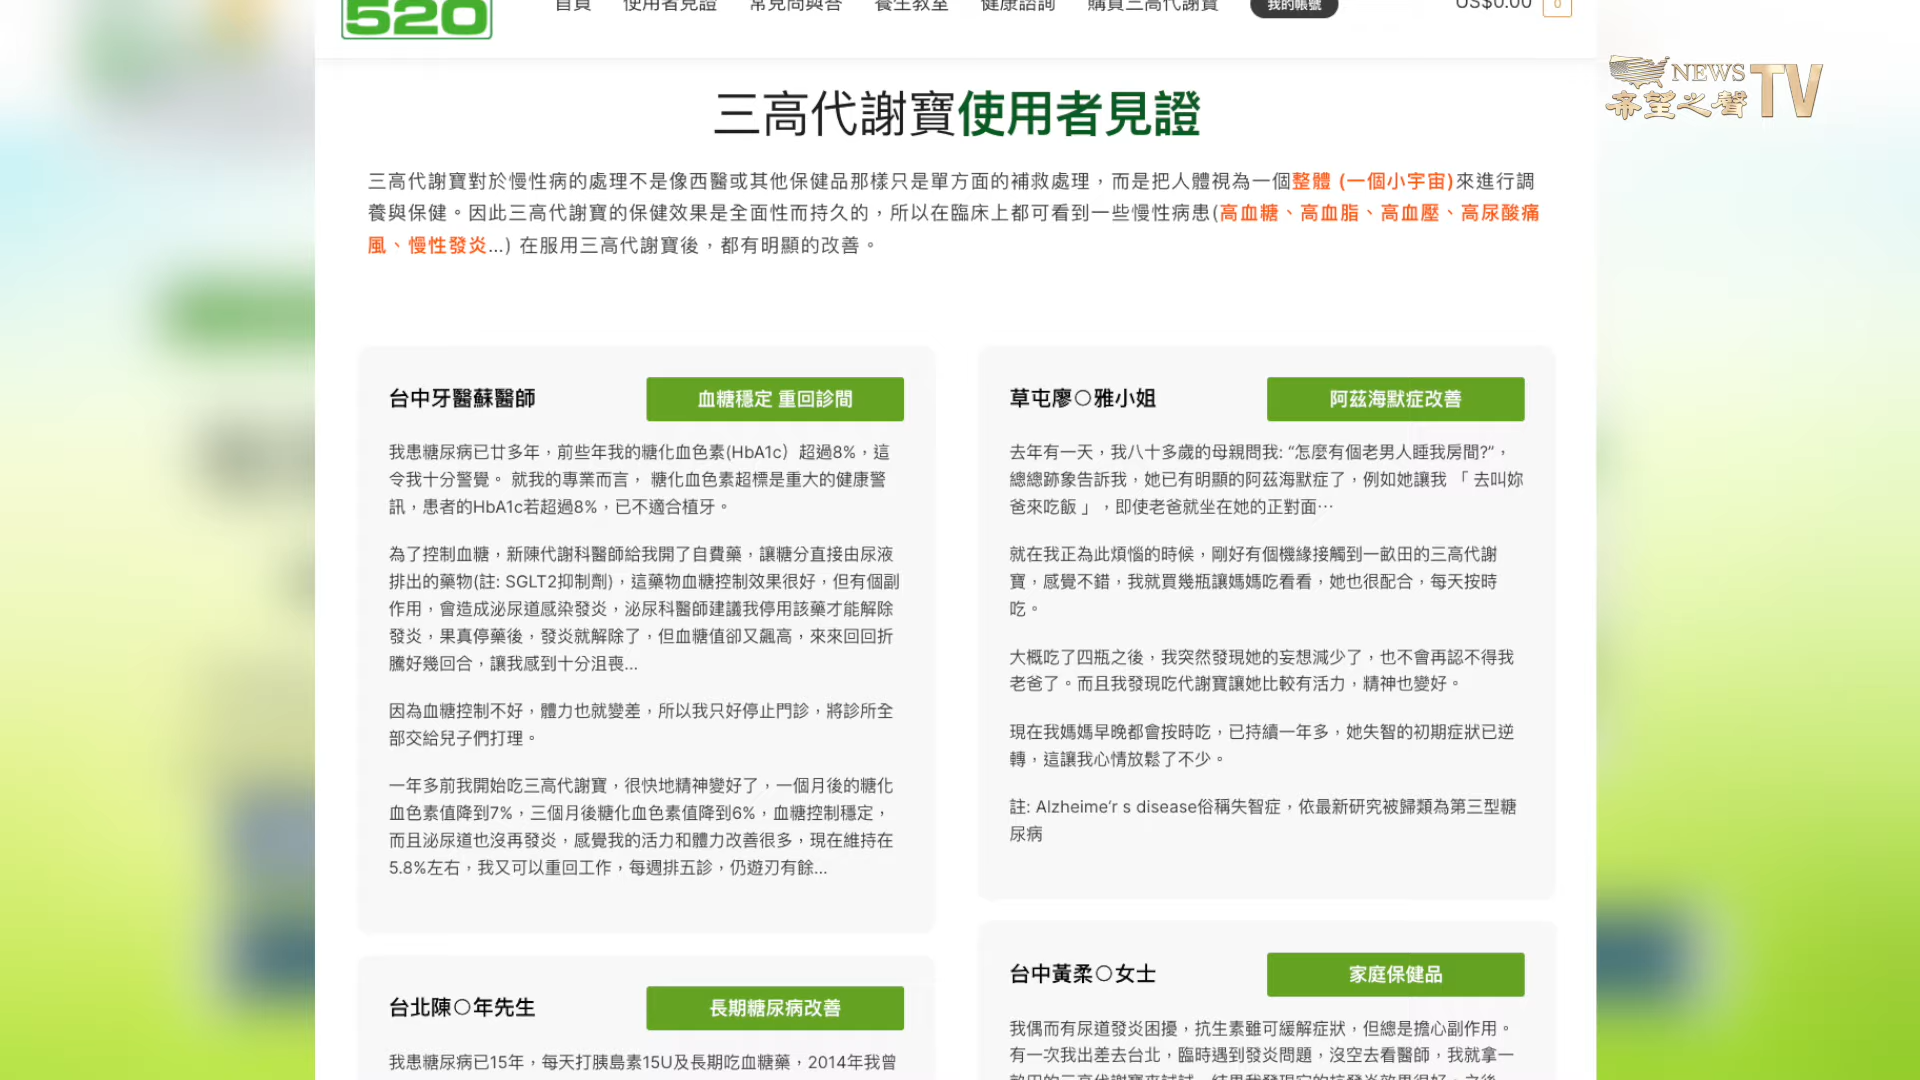 520
首頁 使用者見證 常見問與答 養生教室 健康諮詢 購買三高代謝寶 我的帳號 US$0.00 0
NEWS
希望之聲TV
三高代謝寶使用者見證
三高代謝寶對於慢性病的處理不是像西醫或其他保健品那樣只是單方面的補救處理，而是把人體視為一個整體 (一個小宇宙)來進行調
養與保健。因此三高代謝寶的保健效果是全面性而持久的，所以在臨床上都可看到一些慢性病患(高血糖、高血脂、高血壓、高尿酸痛
風、慢性發炎...) 在服用三高代謝寶後，都有明顯的改善。
台中牙醫蘇醫師
血糖穩定 重回診間
我患糖尿病已廿多年，前些年我的糖化血色素(HbA1c）超過8%，這
令我十分警覺。 就我的專業而言， 糖化血色素超標是重大的健康警
訊，患者的HbA1c若超過8%，已不適合植牙。
為了控制血糖，新陳代謝科醫師給我開了自費藥，讓糖分直接由尿液
排出的藥物(註: SGLT2抑制劑)，這藥物血糖控制效果很好，但有個副
作用，會造成泌尿道感染發炎，泌尿科醫師建議我停用該藥才能解除
發炎，果真停藥後，發炎就解除了，但血糖值卻又飆高，來來回回折
騰好幾回合，讓我感到十分沮喪...
因為血糖控制不好，體力也就變差，所以我只好停止門診，將診所全
部交給兒子們打理。
一年多前我開始吃三高代謝寶，很快地精神變好了，一個月後的糖化
血色素值降到7%，三個月後糖化血色素值降到6%，血糖控制穩定，
而且泌尿道也沒再發炎，感覺我的活力和體力改善很多，現在維持在
5.8%左右，我又可以重回工作，每週排五診，仍遊刃有餘...
草屯廖○雅小姐
阿茲海默症改善
去年有一天，我八十多歲的母親問我: “怎麼有個老男人睡我房間?”，
總總跡象告訴我，她已有明顯的阿茲海默症了，例如她讓我 「 去叫妳
爸來吃飯 」 ，即使老爸就坐在她的正對面⋯
就在我正為此煩惱的時候，剛好有個機緣接觸到一畝田的三高代謝
寶，感覺不錯，我就買幾瓶讓媽媽吃看看，她也很配合，每天按時
吃。
大概吃了四瓶之後，我突然發現她的妄想減少了，也不會再認不得我
老爸了。而且我發現吃代謝寶讓她比較有活力，精神也變好。
現在我媽媽早晚都會按時吃，已持續一年多，她失智的初期症狀已逆
轉，這讓我心情放鬆了不少。
註: Alzheime’r s disease俗稱失智症，依最新研究被歸類為第三型糖
尿病
台北陳○年先生
長期糖尿病改善
我患糖尿病已15年，每天打胰島素15U及長期吃血糖藥，2014年我曾
台中黃柔○女士
家庭保健品
我偶而有尿道發炎困擾，抗生素雖可緩解症狀，但總是擔心副作用。
有一次我出差去台北，臨時遇到發炎問題，沒空去看醫師，我就拿一
畝田的三高代謝寶來試試，結果我發現它的抗發炎效果很好。之後